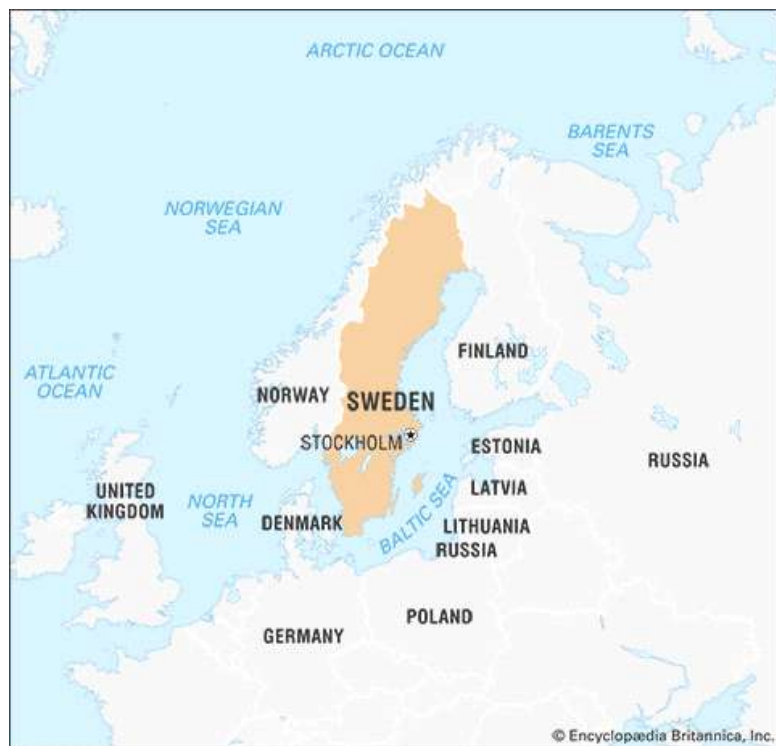 ARCTIC OCEAN
BARENTS
SEA
NORWEGIAN
SEA
FINLAND
ATLANTIC
OCEAN
NORWAY
SWEDEN
STOCKHOLM
ESTONIA
RUSSIA
LATVIA
UNITED
KINGDOM
NORTH
SEA
DENMARK
BALTIC SEA
LITHUANIA
RUSSIA
POLAND
GERMANY
© Encyclopædia Britannica, Inc.